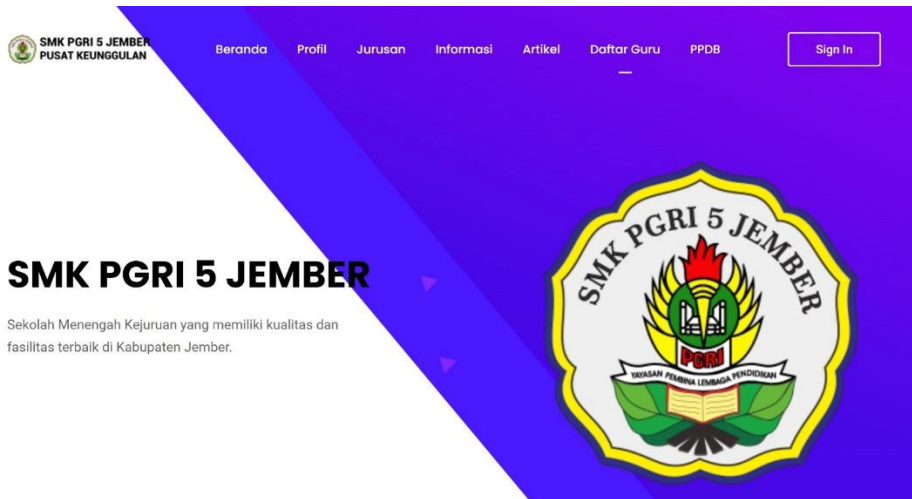 SMK PGRI 5 JEMBER
PUSAT KEUNGGULAN
Beranda Profil Jurusan Informasi Artikel Daftar Guru PPDB Sign In
SMK PGRI 5 JEMBER
Sekolah Menengah Kejuruan yang memiliki kualitas dan
fasilitas terbaik di Kabupaten Jember.
SMK PGRI 5 JEMBER
PGRI
YAYASAN PEMBINA LEMBAGA PENDIDIKAN